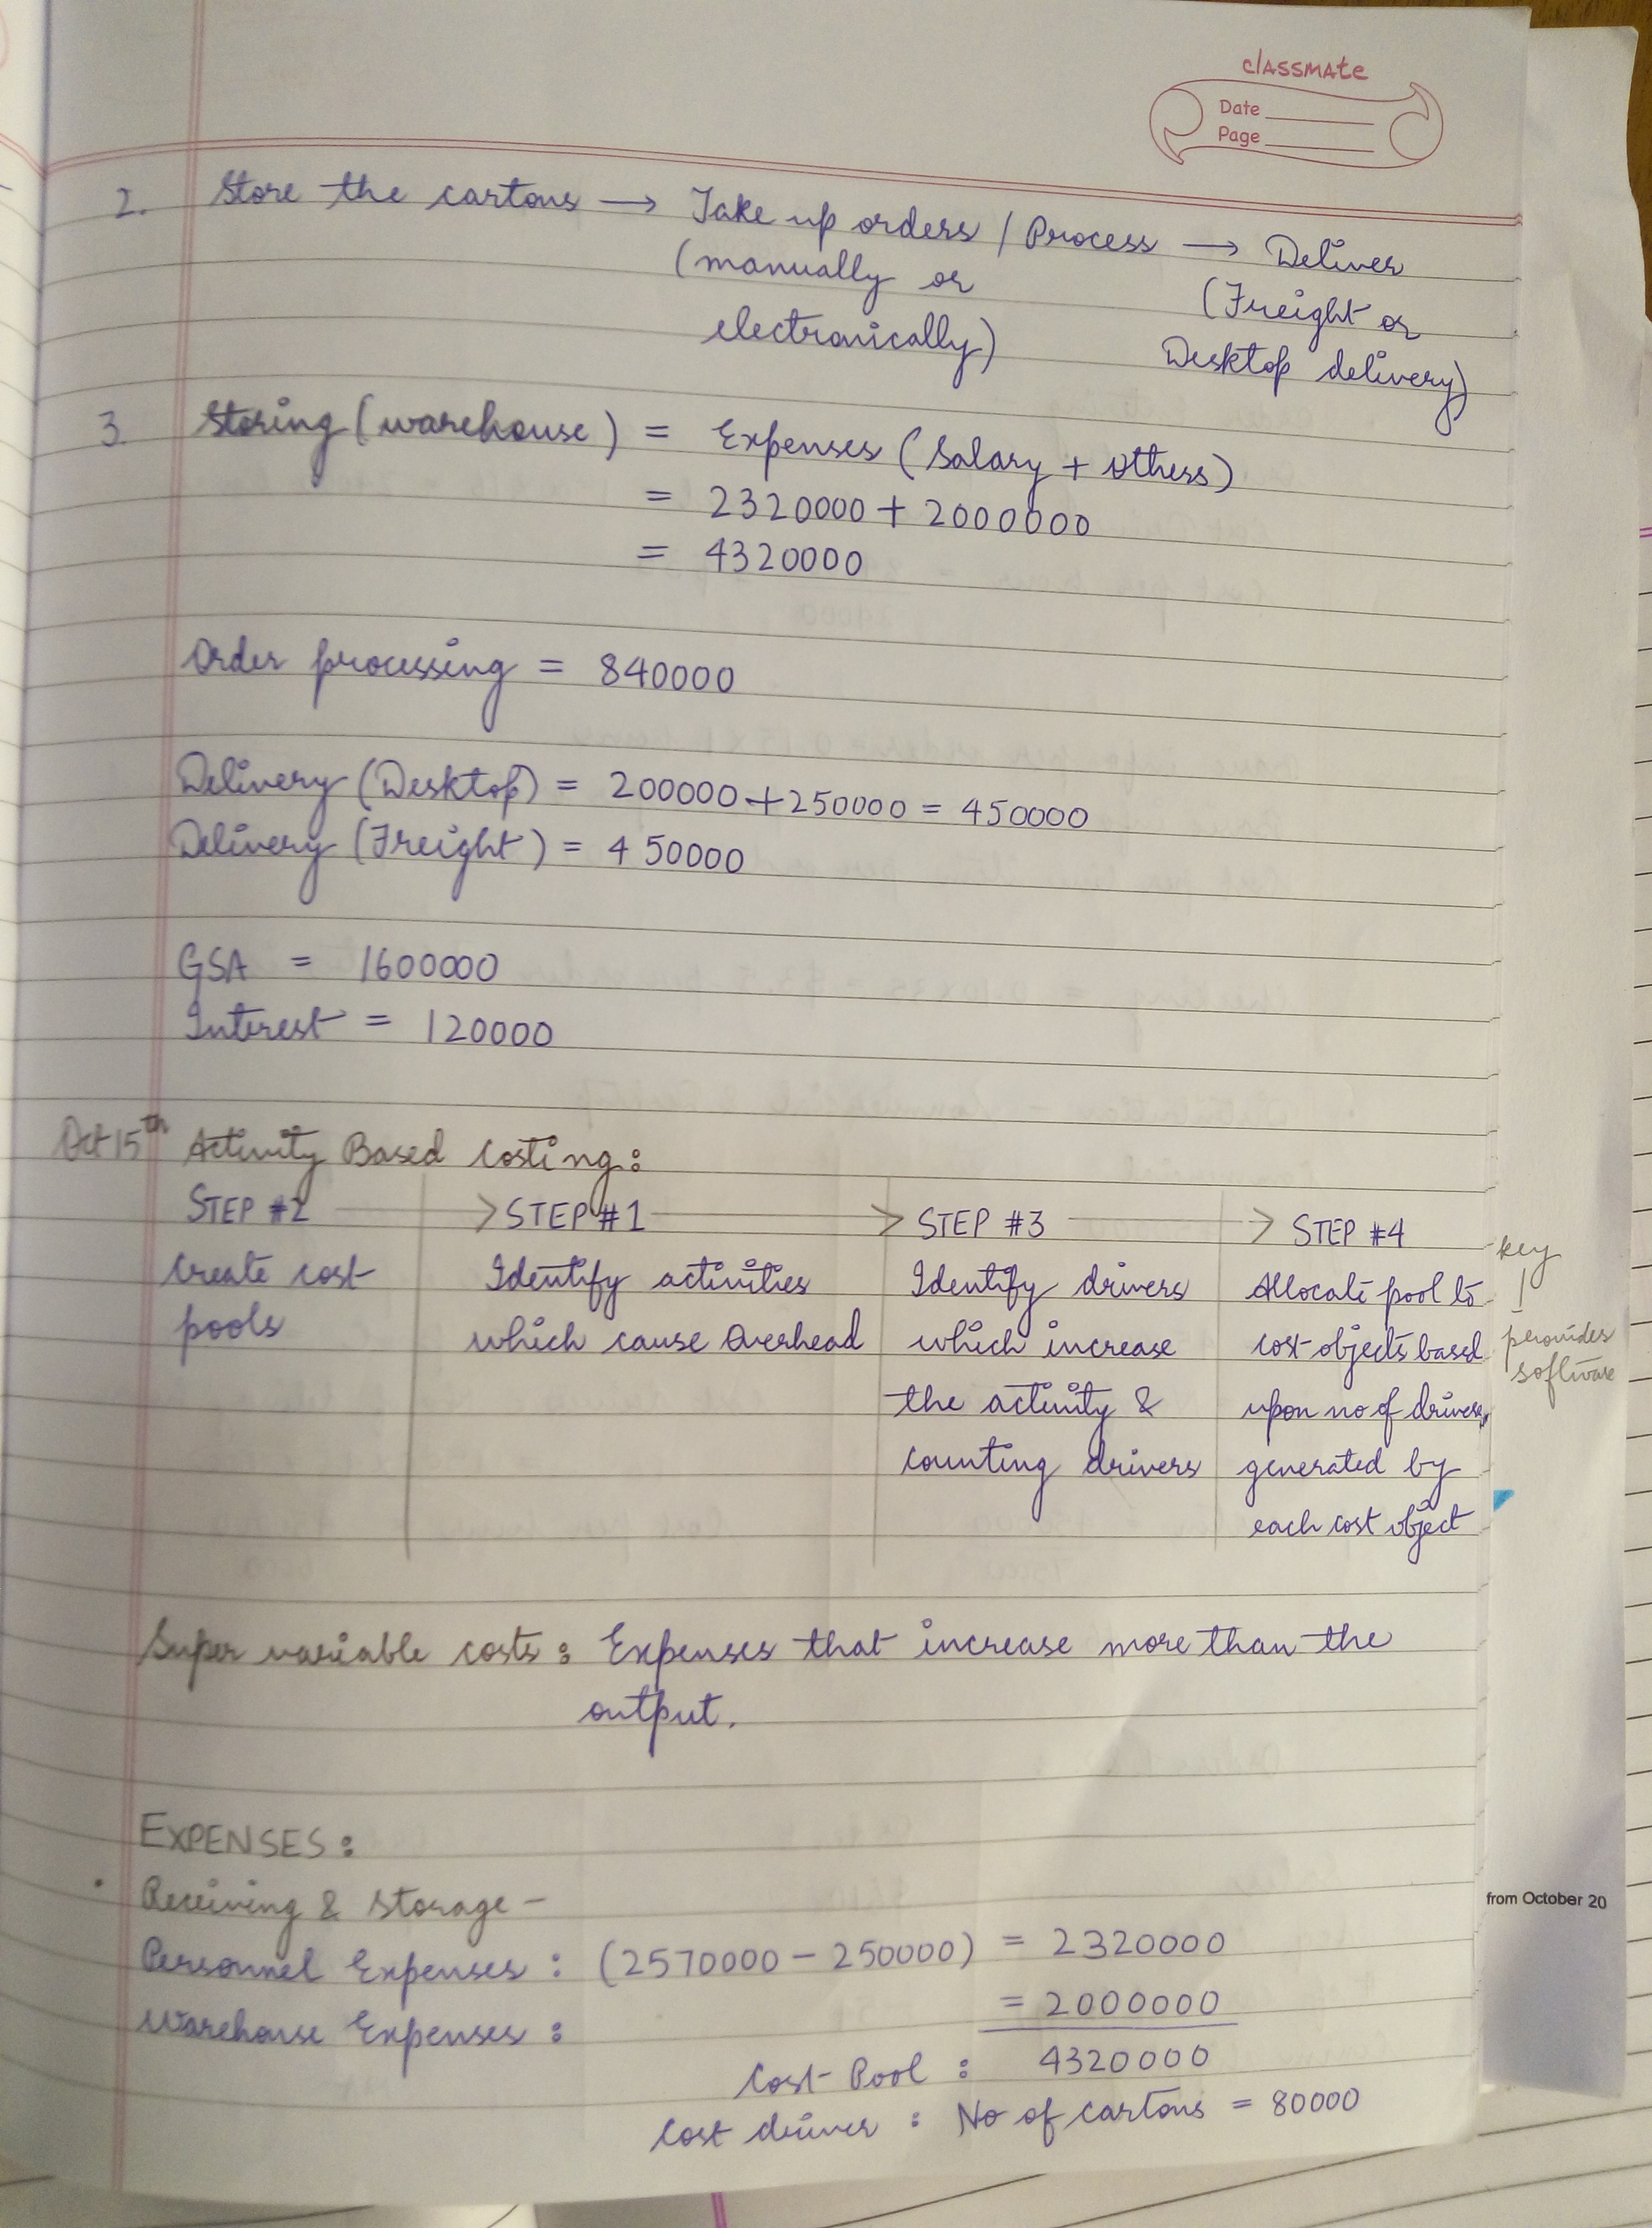 classmate
Date
Page
2. Store the cartons → Take up orders / Process → Deliver
(manually or electronically)
(Freight or Desktop delivery)
3. Storing (warehouse) = Expenses (Salary + others)
= 2320000 + 2000000
= 4320000
Order processing = 840000
Delivery (Desktop) = 200000 + 250000 = 450000
Delivery (Freight) = 450000
GSA = 1600000
Interest = 120000
Oct 15th Activity Based Costing:
STEP #2 → STEP #1 → STEP #3 → STEP #4
Create cost pools
Identify activities which cause Overhead
Identify drivers which increase the activity & counting drivers
Allocate pool to cost objects based upon no of drivers generated by each cost object
key
provides
software
Super variable costs: Expenses that increase more than the
output.
EXPENSES:
• Receiving & Storage -
Personnel Expenses : (2570000 - 250000) = 2320000
Warehouse Expenses : = 2000000
Cost Pool : 4320000
Cost driver : No of cartons = 80000
from October 20